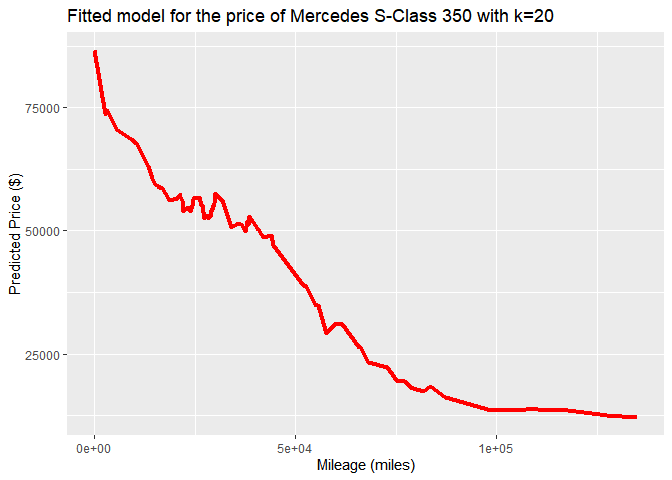 Fitted model for the price of Mercedes S-Class 350 with k=20
Predicted Price ($)
75000
50000
25000
0e+00 5e+04 1e+05
Mileage (miles)